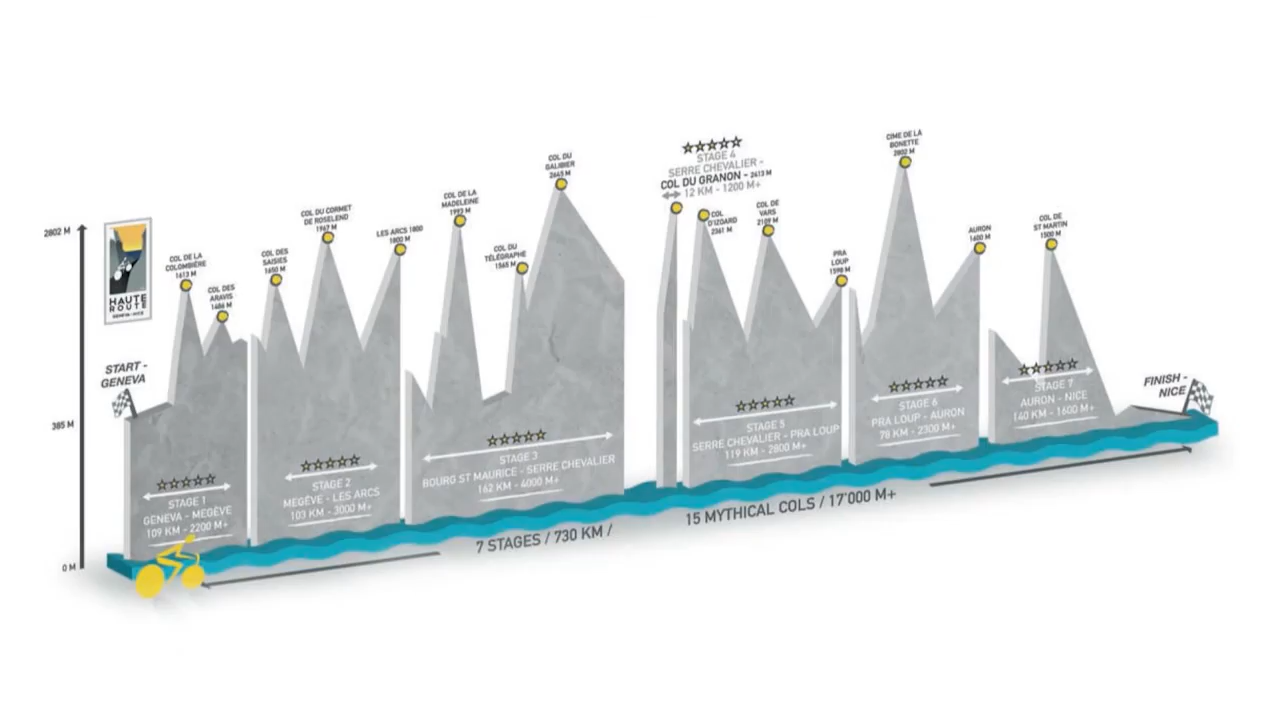 2802 M
385 M
0 M
HAUTE
ROUTE
GENEVA - NICE
START -
GENEVA
COL DE LA
COLOMBIÈRE
1613 M
COL DES
ARAVIS
1486 M
STAGE 1
GENEVA - MEGÈVE
109 KM - 2200 M+
COL DES
SAISIES
1650 M
COL DU CORMET
DE ROSELEND
1967 M
LES ARCS 1800
1800 M
STAGE 2
MEGÈVE - LES ARCS
103 KM - 3000 M+
COL DE LA
MADELEINE
1993 M
COL DU
TÉLÉGRAPHE
1565 M
COL DU
GALIBIER
2645 M
STAGE 3
BOURG ST MAURICE - SERRE CHEVALIER
162 KM - 4000 M+
STAGE 4
SERRE CHEVALIER -
COL DU GRANON - 2413 M
12 KM - 1200 M+
COL
D'IZOARD
2361 M
COL DE
VARS
2109 M
PRA
LOUP
1598 M
STAGE 5
SERRE CHEVALIER - PRA LOUP
119 KM - 2800 M+
CIME DE LA
BONETTE
2802 M
AURON
1600 M
STAGE 6
PRA LOUP - AURON
78 KM - 2300 M+
COL DE
ST MARTIN
1500 M
STAGE 7
AURON - NICE
140 KM - 1600 M+
FINISH -
NICE
7 STAGES / 730 KM /
15 MYTHICAL COLS / 17'000 M+